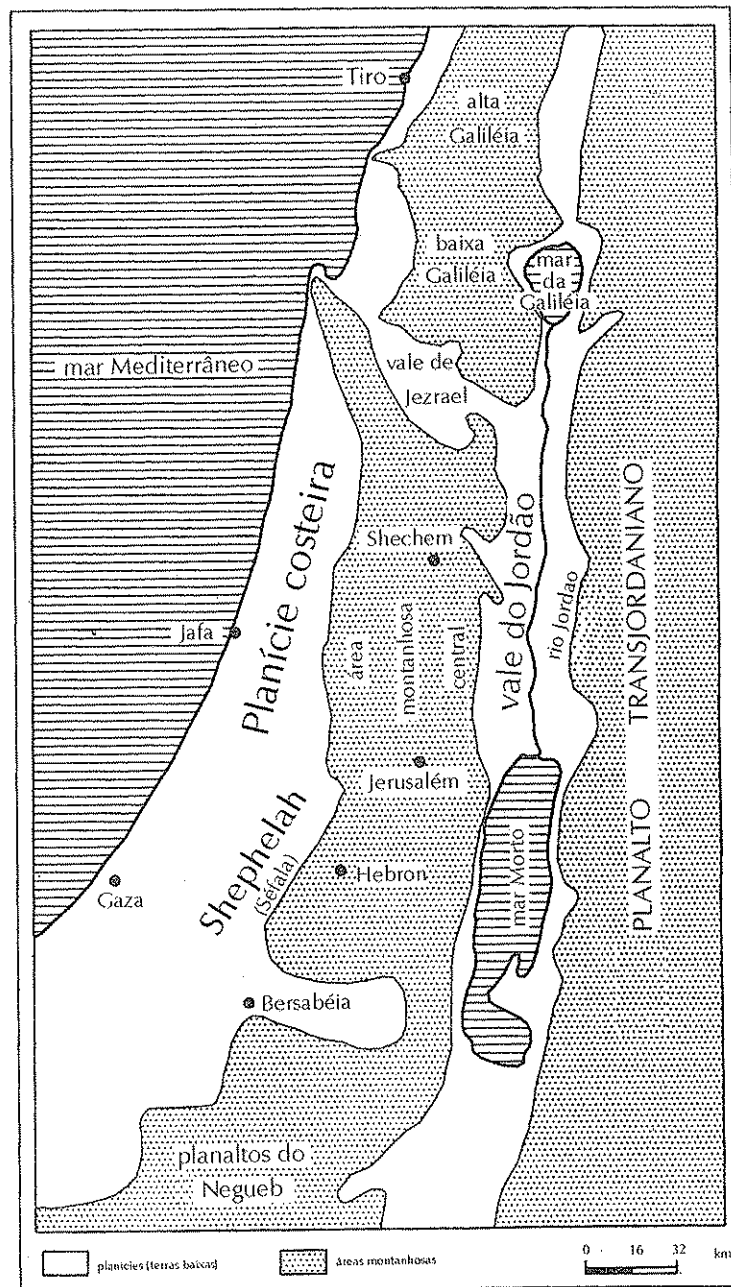 Tiro
alta
Galiléia
baixa
Galiléia
mar
da
Galiléia
mar Mediterrâneo
vale de
Jezrael
Planície costeira
Shechem
vale do Jordão
rio Jordão
PLANALTO TRANSJORDANIANO
Jafa
área
montanhosa
central
Jerusalém
Shephelah
(Sefala)
Hebron
mar Morto
Gaza
Bersabéia
planaltos do
Negueb
planícies (terras baixas)
áreas montanhosas
0 16 32 km